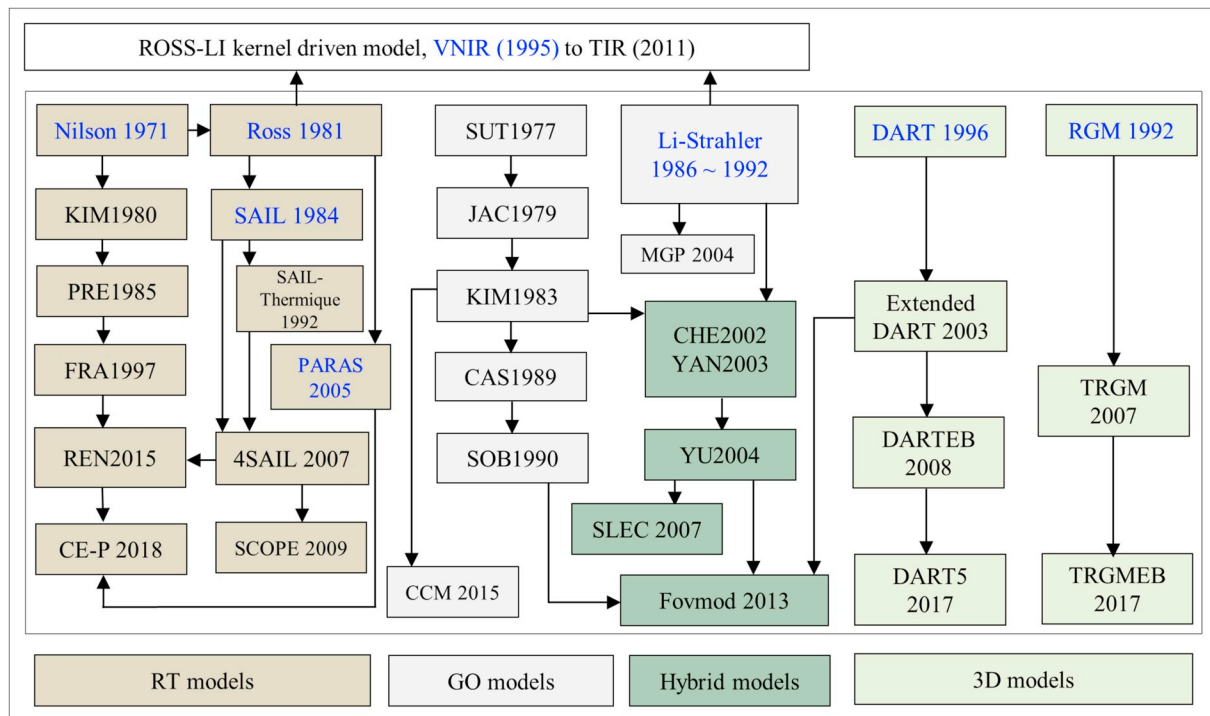 ROSS-LI kernel driven model, VNIR (1995) to TIR (2011)
Nilson 1971
Ross 1981
SUT1977
Li-Strahler
1986 ~ 1992
DART 1996
RGM 1992
KIM1980
SAIL 1984
JAC1979
MGP 2004
PRE1985
SAIL-
Thermique
1992
KIM1983
CHE2002
YAN2003
Extended
DART 2003
FRA1997
PARAS
2005
CAS1989
TRGM
2007
REN2015
4SAIL 2007
SOB1990
YU2004
DARTEB
2008
CE-P 2018
SCOPE 2009
SLEC 2007
CCM 2015
Fovmod 2013
DART5
2017
TRGMEB
2017
RT models
GO models
Hybrid models
3D models